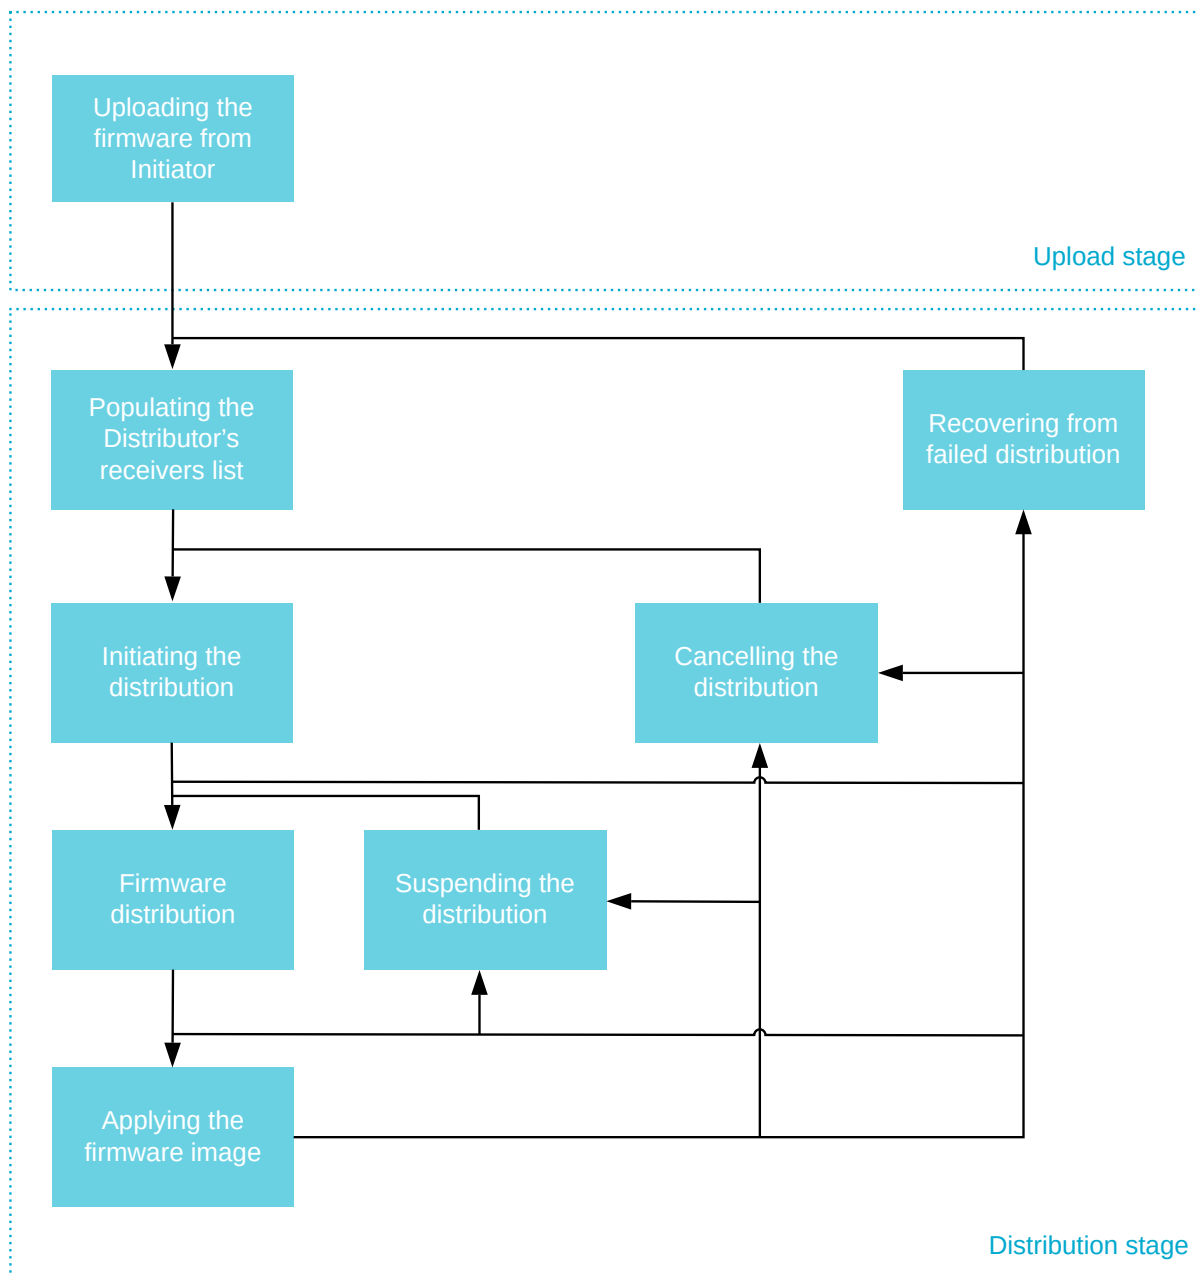 Uploading the
firmware from
Initiator
Upload stage
Populating the
Distributor’s
receivers list
Recovering from
failed distribution
Initiating the
distribution
Cancelling the
distribution
Firmware
distribution
Suspending the
distribution
Applying the
firmware image
Distribution stage